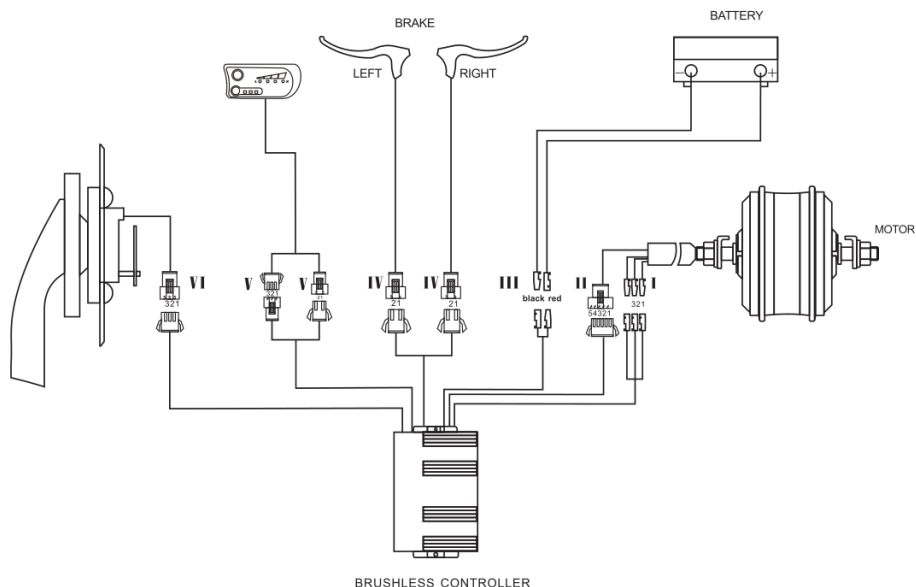 BATTERY
BRAKE
LEFT
RIGHT
− +
MOTOR
VI
V
V
IV
IV
III
II
I
321
321
21
21
21
black red
54321
321
BRUSHLESS CONTROLLER